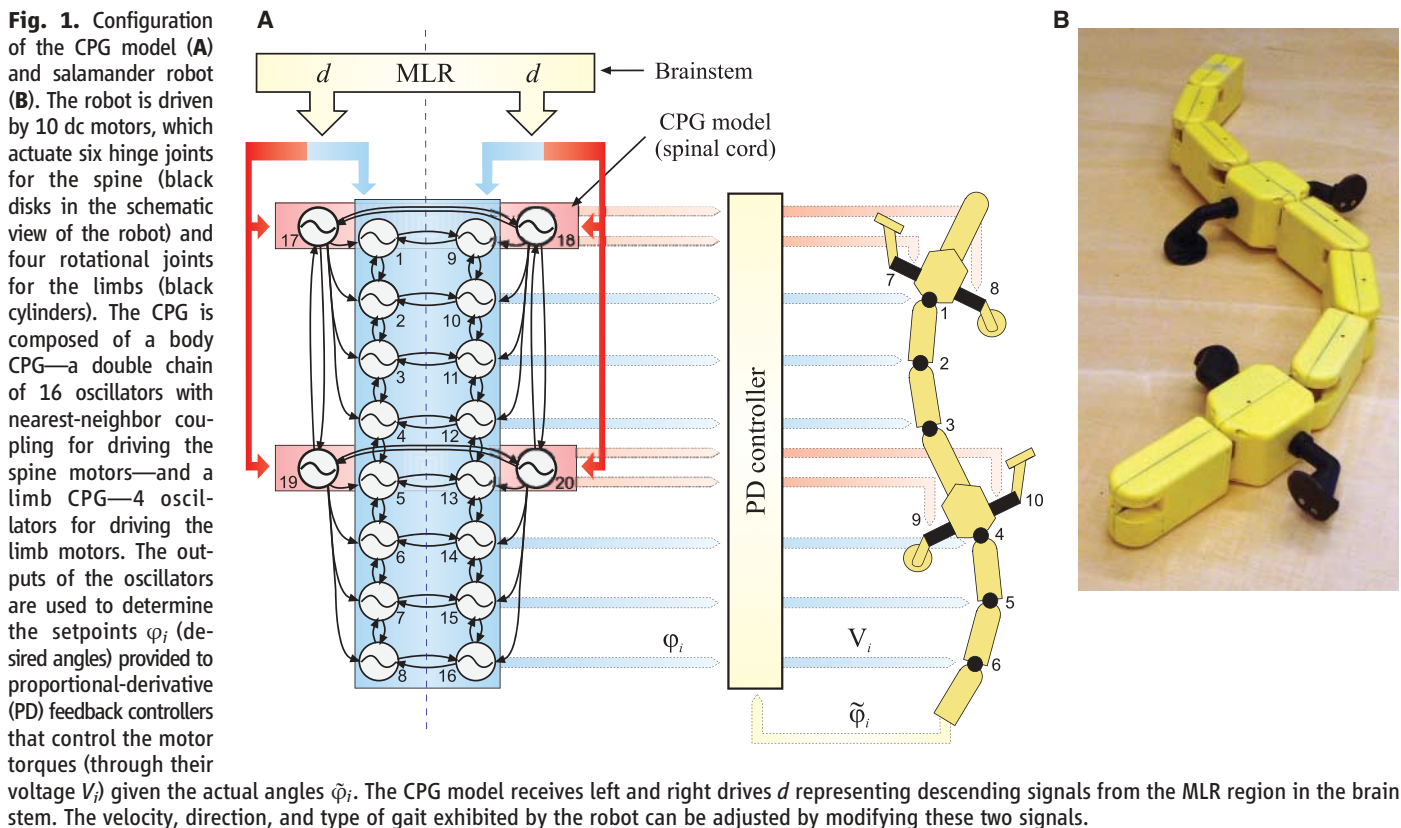 Fig. 1. Configuration
of the CPG model (A)
and salamander robot
(B). The robot is driven
by 10 dc motors, which
actuate six hinge joints
for the spine (black
disks in the schematic
view of the robot) and
four rotational joints
for the limbs (black
cylinders). The CPG is
composed of a body
CPG—a double chain
of 16 oscillators with
nearest-neighbor cou-
pling for driving the
spine motors—and a
limb CPG—4 oscil-
lators for driving the
limb motors. The out-
puts of the oscillators
are used to determine
the setpoints φi (de-
sired angles) provided to
proportional-derivative
(PD) feedback controllers
that control the motor
torques (through their
voltage Vi) given the actual angles φ̃i. The CPG model receives left and right drives d representing descending signals from the MLR region in the brain
stem. The velocity, direction, and type of gait exhibited by the robot can be adjusted by modifying these two signals.
A
d MLR d
Brainstem
CPG model
(spinal cord)
17
18
1
9
2
10
3
11
4
12
19
20
5
13
6
14
7
15
8
16
φi
PD controller
Vi
φ̃i
7
8
1
2
3
10
9
4
5
6
B